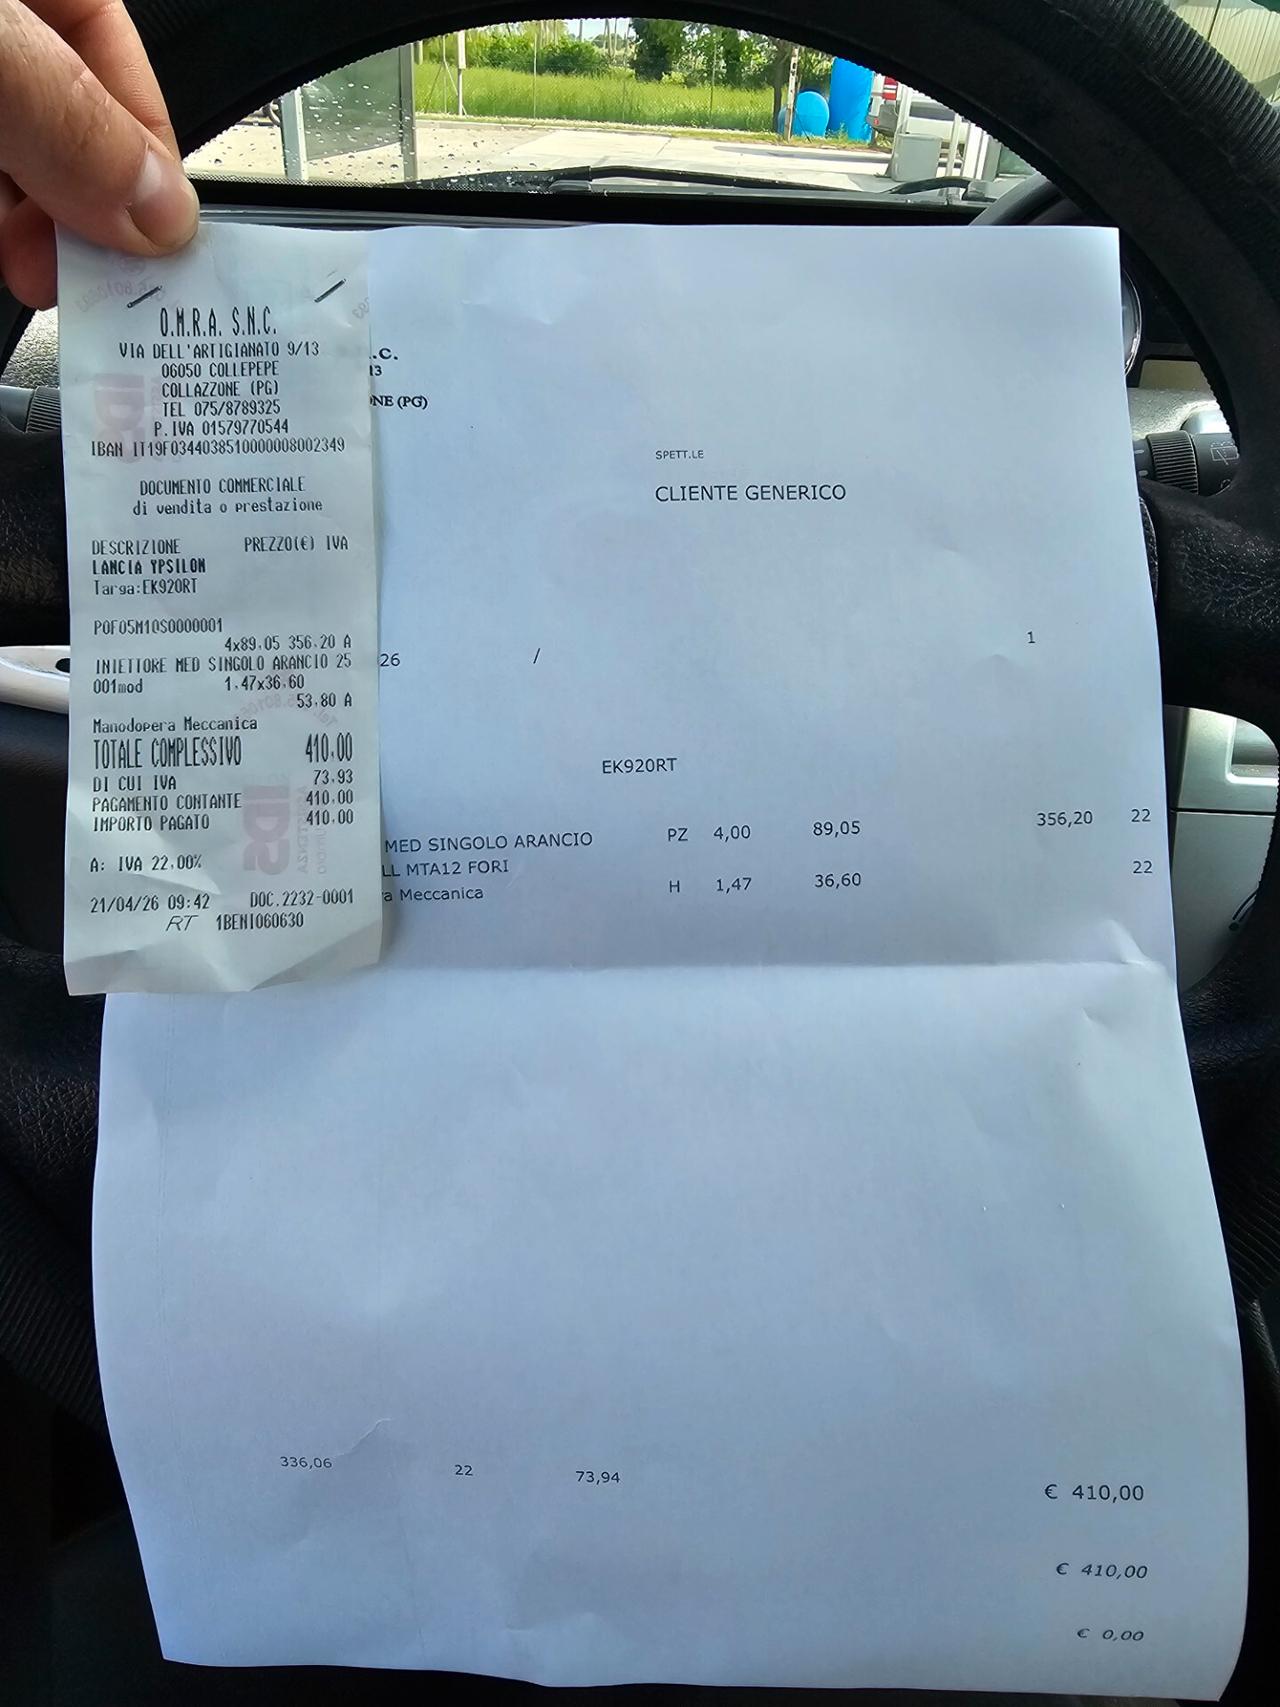 O.M.R.A. S.N.C.
VIA DELL'ARTIGIANATO 9/13
06050 COLLEPEPE
COLLAZZONE (PG)
TEL 075/8789325
P.IVA 01579770544
IBAN IT19F0344038510000008002349
DOCUMENTO COMMERCIALE
di vendita o prestazione
DESCRIZIONE PREZZO(€) IVA
LANCIA YPSILON
Targa:EK920RT
POF05M10S0000001
4x89.05 356.20 A
INIETTORE MED SINGOLO ARANCIO 25
001mod 1.47x36.60
53.80 A
Manodopera Meccanica
TOTALE COMPLESSIVO 410.00
DI CUI IVA 73.93
PAGAMENTO CONTANTE 410.00
IMPORTO PAGATO 410.00
A: IVA 22.00%
21/04/26 09:42 DOC.2232-0001
RT 1BENI060630
.C.
13
NE (PG)
SPETT.LE
CLIENTE GENERICO
1
26 /
EK920RT
MED SINGOLO ARANCIO PZ 4,00 89,05 356,20 22
LL MTA12 FORI 22
a Meccanica H 1,47 36,60
336,06 22 73,94 € 410,00
€ 410,00
€ 0,00